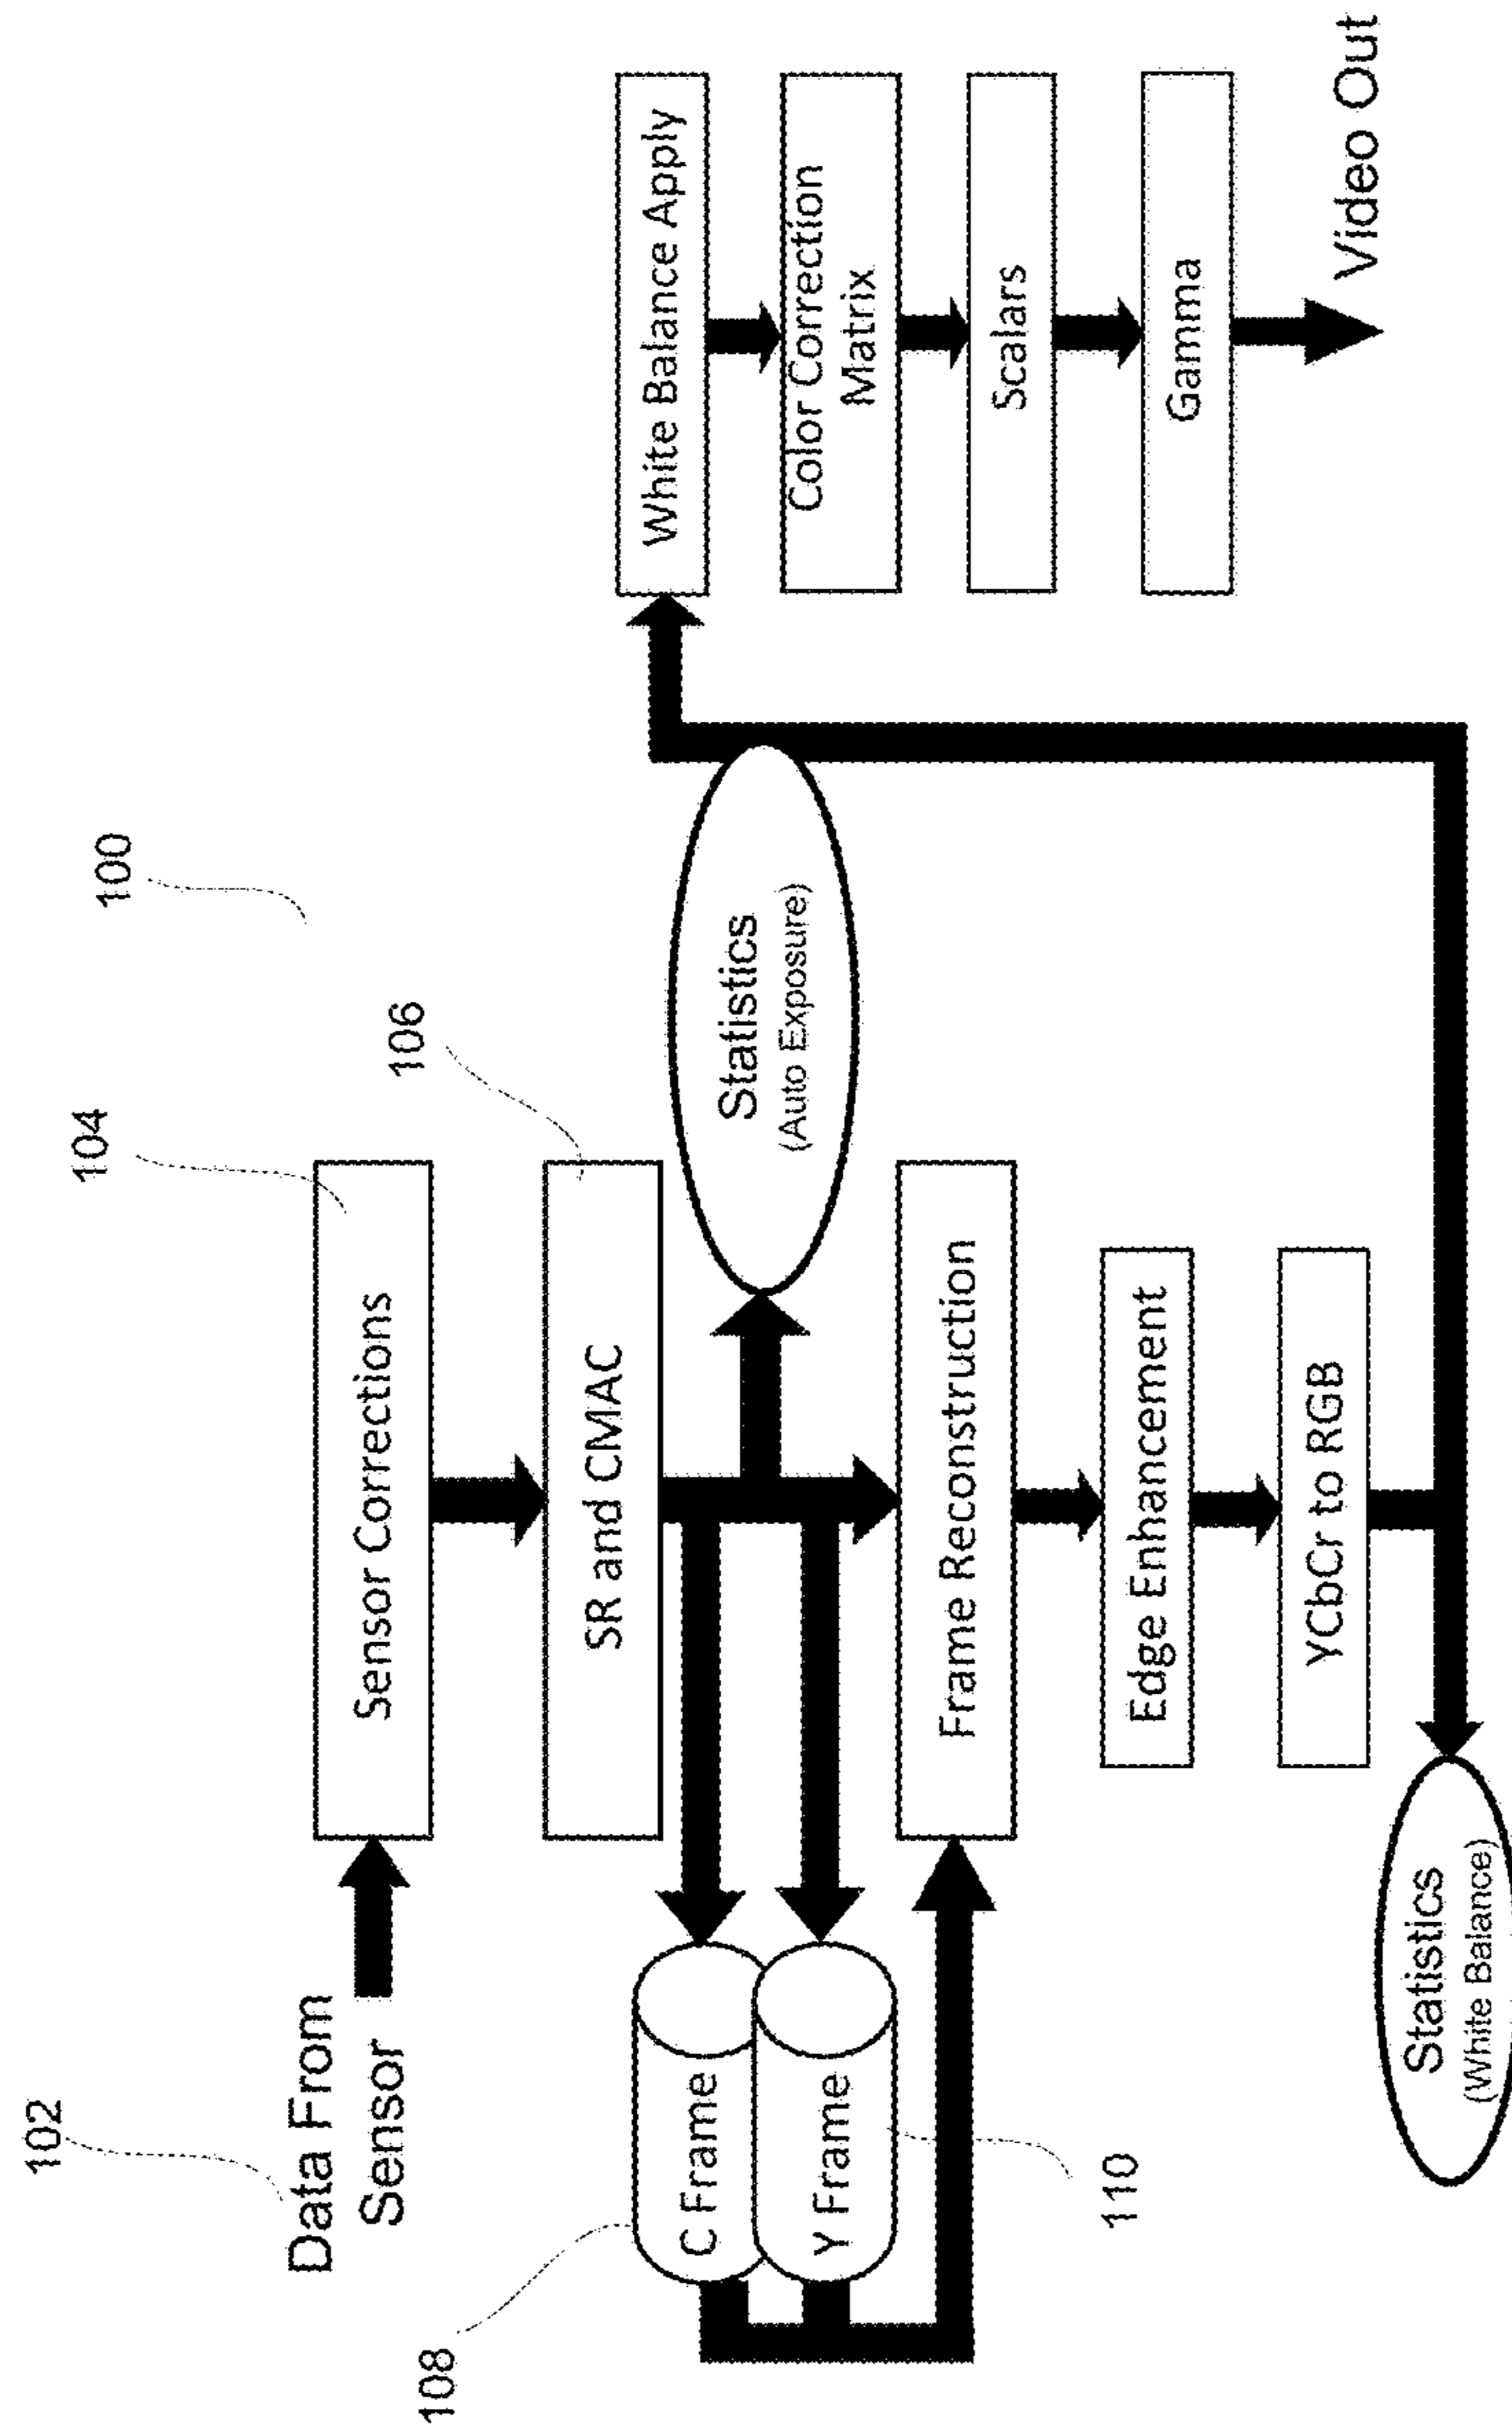 100
102
Data From
Sensor
104
Sensor Corrections
106
SR and CMAC
108
C Frame
Y Frame
110
Statistics
(Auto Exposure)
Frame Reconstruction
Edge Enhancement
YCbCr to RGB
Statistics
(White Balance)
White Balance Apply
Color Correction
Matrix
Scalars
Gamma
Video Out